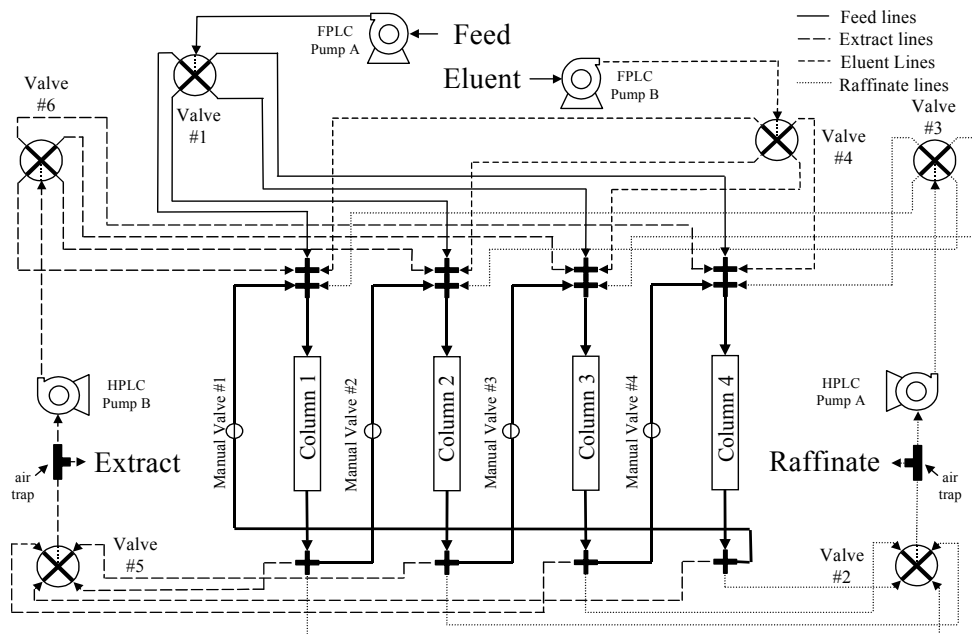 FPLC
Pump A
Feed
Feed lines
Extract lines
Eluent Lines
Raffinate lines
Eluent
FPLC
Pump B
Valve
#6
Valve
#1
Valve
#4
Valve
#3
HPLC
Pump B
Manual Valve #1
Column 1
Manual Valve #2
Column 2
Manual Valve #3
Column 3
Manual Valve #4
Column 4
HPLC
Pump A
Extract
air
trap
Raffinate
air
trap
Valve
#5
Valve
#2